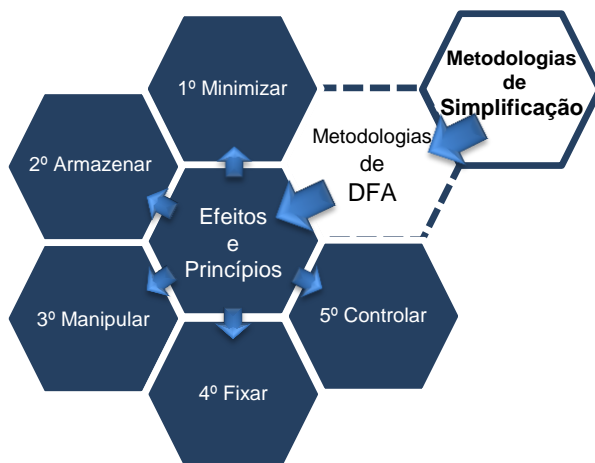 Metodologias
de
Simplificação
1º Minimizar
Metodologias
de
DFA
2º Armazenar
Efeitos
e
Princípios
3º Manipular
5º Controlar
4º Fixar